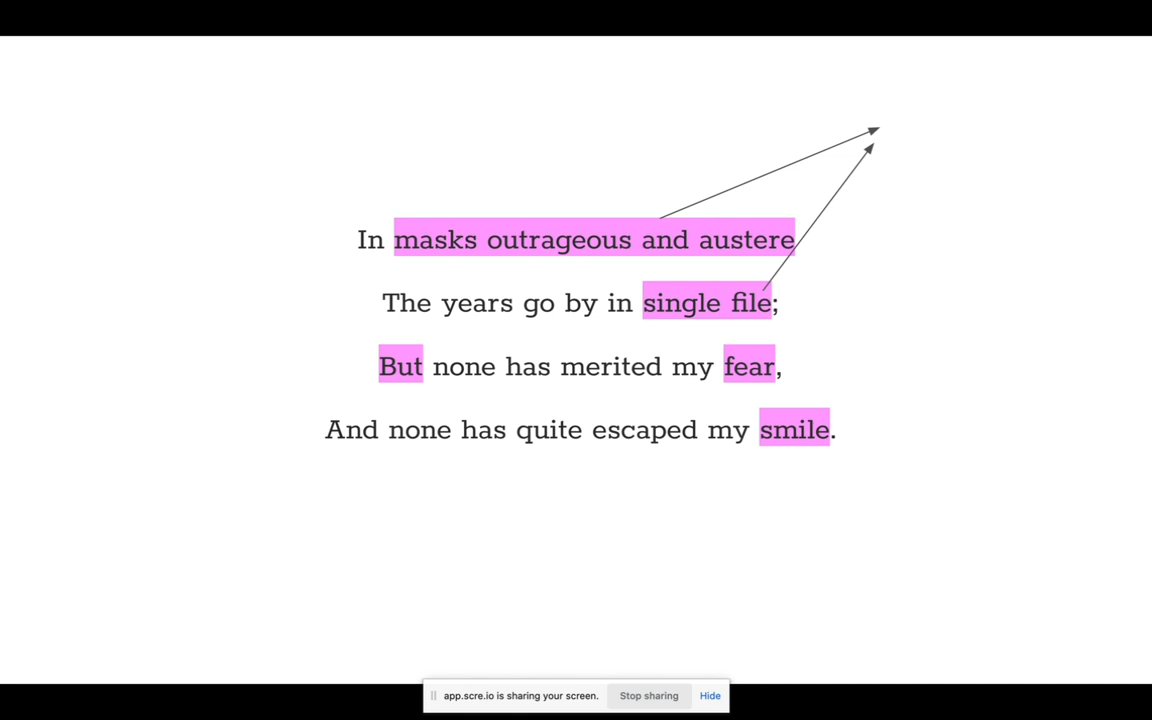 In masks outrageous and austere
The years go by in single file;
But none has merited my fear,
And none has quite escaped my smile.
app.scre.io is sharing your screen. Stop sharing Hide